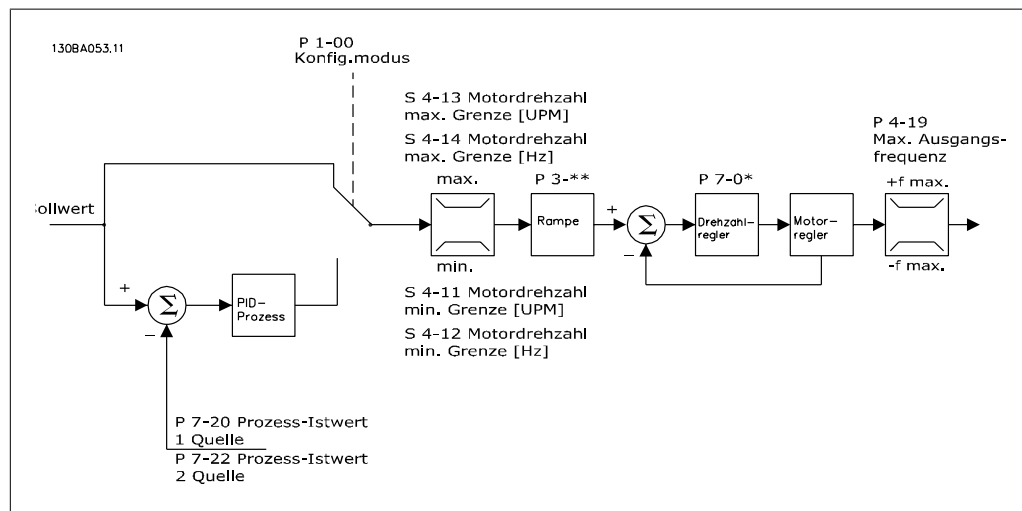 130BA053.11
P 1-00
Konfig.modus
S 4-13 Motordrehzahl
max. Grenze [UPM]
S 4-14 Motordrehzahl
max. Grenze [Hz]
P 4-19
Max. Ausgangs-
frequenz
max.
P 3-**
P 7-0*
+f max.
ollwert
+
Σ
−
PID-
Prozess
Rampe
+
Σ
−
Drehzahl-
regler
Motor-
regler
min.
-f max.
S 4-11 Motordrehzahl
min. Grenze [UPM]
S 4-12 Motordrehzahl
min. Grenze [Hz]
P 7-20 Prozess-Istwert
1 Quelle
P 7-22 Prozess-Istwert
2 Quelle